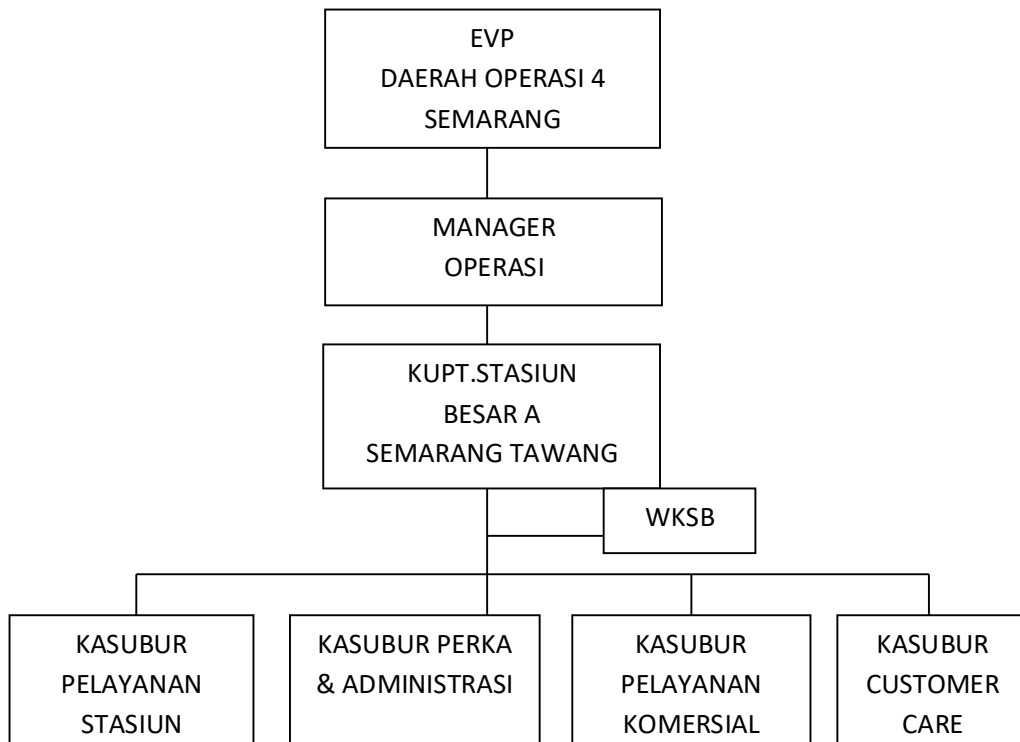 EVP
DAERAH OPERASI 4
SEMARANG
MANAGER
OPERASI
KUPT.STASIUN
BESAR A
SEMARANG TAWANG
WKSB
KASUBUR
PELAYANAN
STASIUN
KASUBUR PERKA
& ADMINISTRASI
KASUBUR
PELAYANAN
KOMERSIAL
KASUBUR
CUSTOMER
CARE